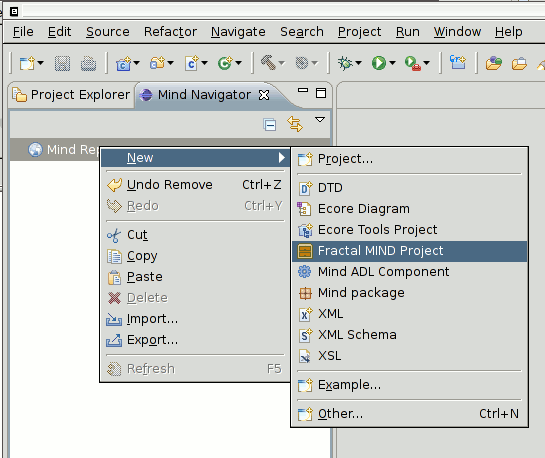 File Edit Source Refactor Navigate Search Project Run Window Help
Project Explorer Mind Navigator
Mind
New
Undo Remove Ctrl+Z
Redo Ctrl+Y
Cut
Copy
Paste
Delete
Import...
Export...
Refresh F5
Project...
DTD
Ecore Diagram
Ecore Tools Project
Fractal MIND Project
Mind ADL Component
Mind package
XML
XML Schema
XSL
Example...
Other... Ctrl+N